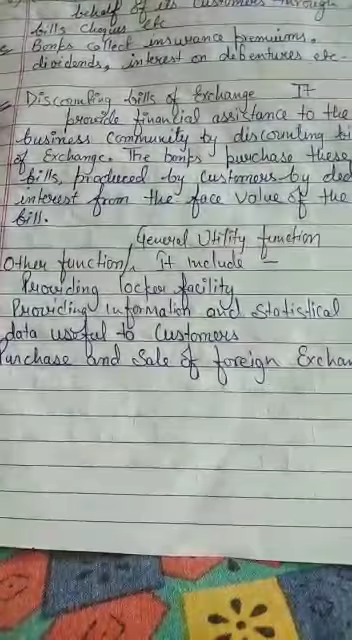 behalf of its customers through
bills cheques etc
Banks collect insurance premiums,
dividends, interest on debentures etc.
Discounting bills of Exchange It
provide financial assistance to the
business community by discounting bi
of Exchange. The banks purchase these
bills, produced by customers by ded
interest from the face value of the
bill.
General Utility function
Other function/ It include –
Providing locker facility
Providing information and statistical
data useful to customers
Purchase and Sale of foreign Exchan